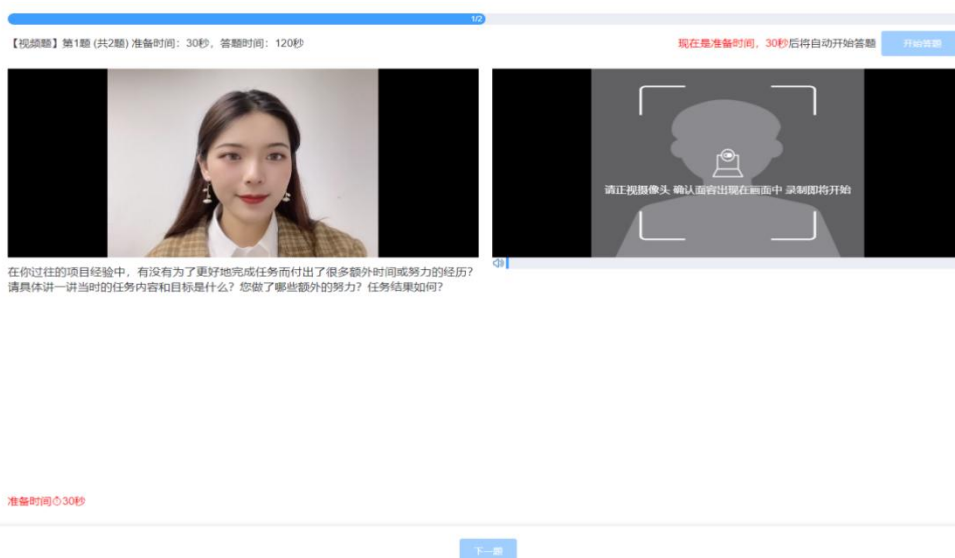 1/2
【视频题】第1题 (共2题) 准备时间：30秒，答题时间：120秒
现在是准备时间，30秒后将自动开始答题
开始答题
请正视摄像头 确认面容出现在画面中 录制即将开始
在你过往的项目经验中，有没有为了更好地完成任务而付出了很多额外时间或努力的经历？
请具体讲一讲当时的任务内容和目标是什么？您做了哪些额外的努力？任务结果如何？
准备时间⏱30秒
下一题